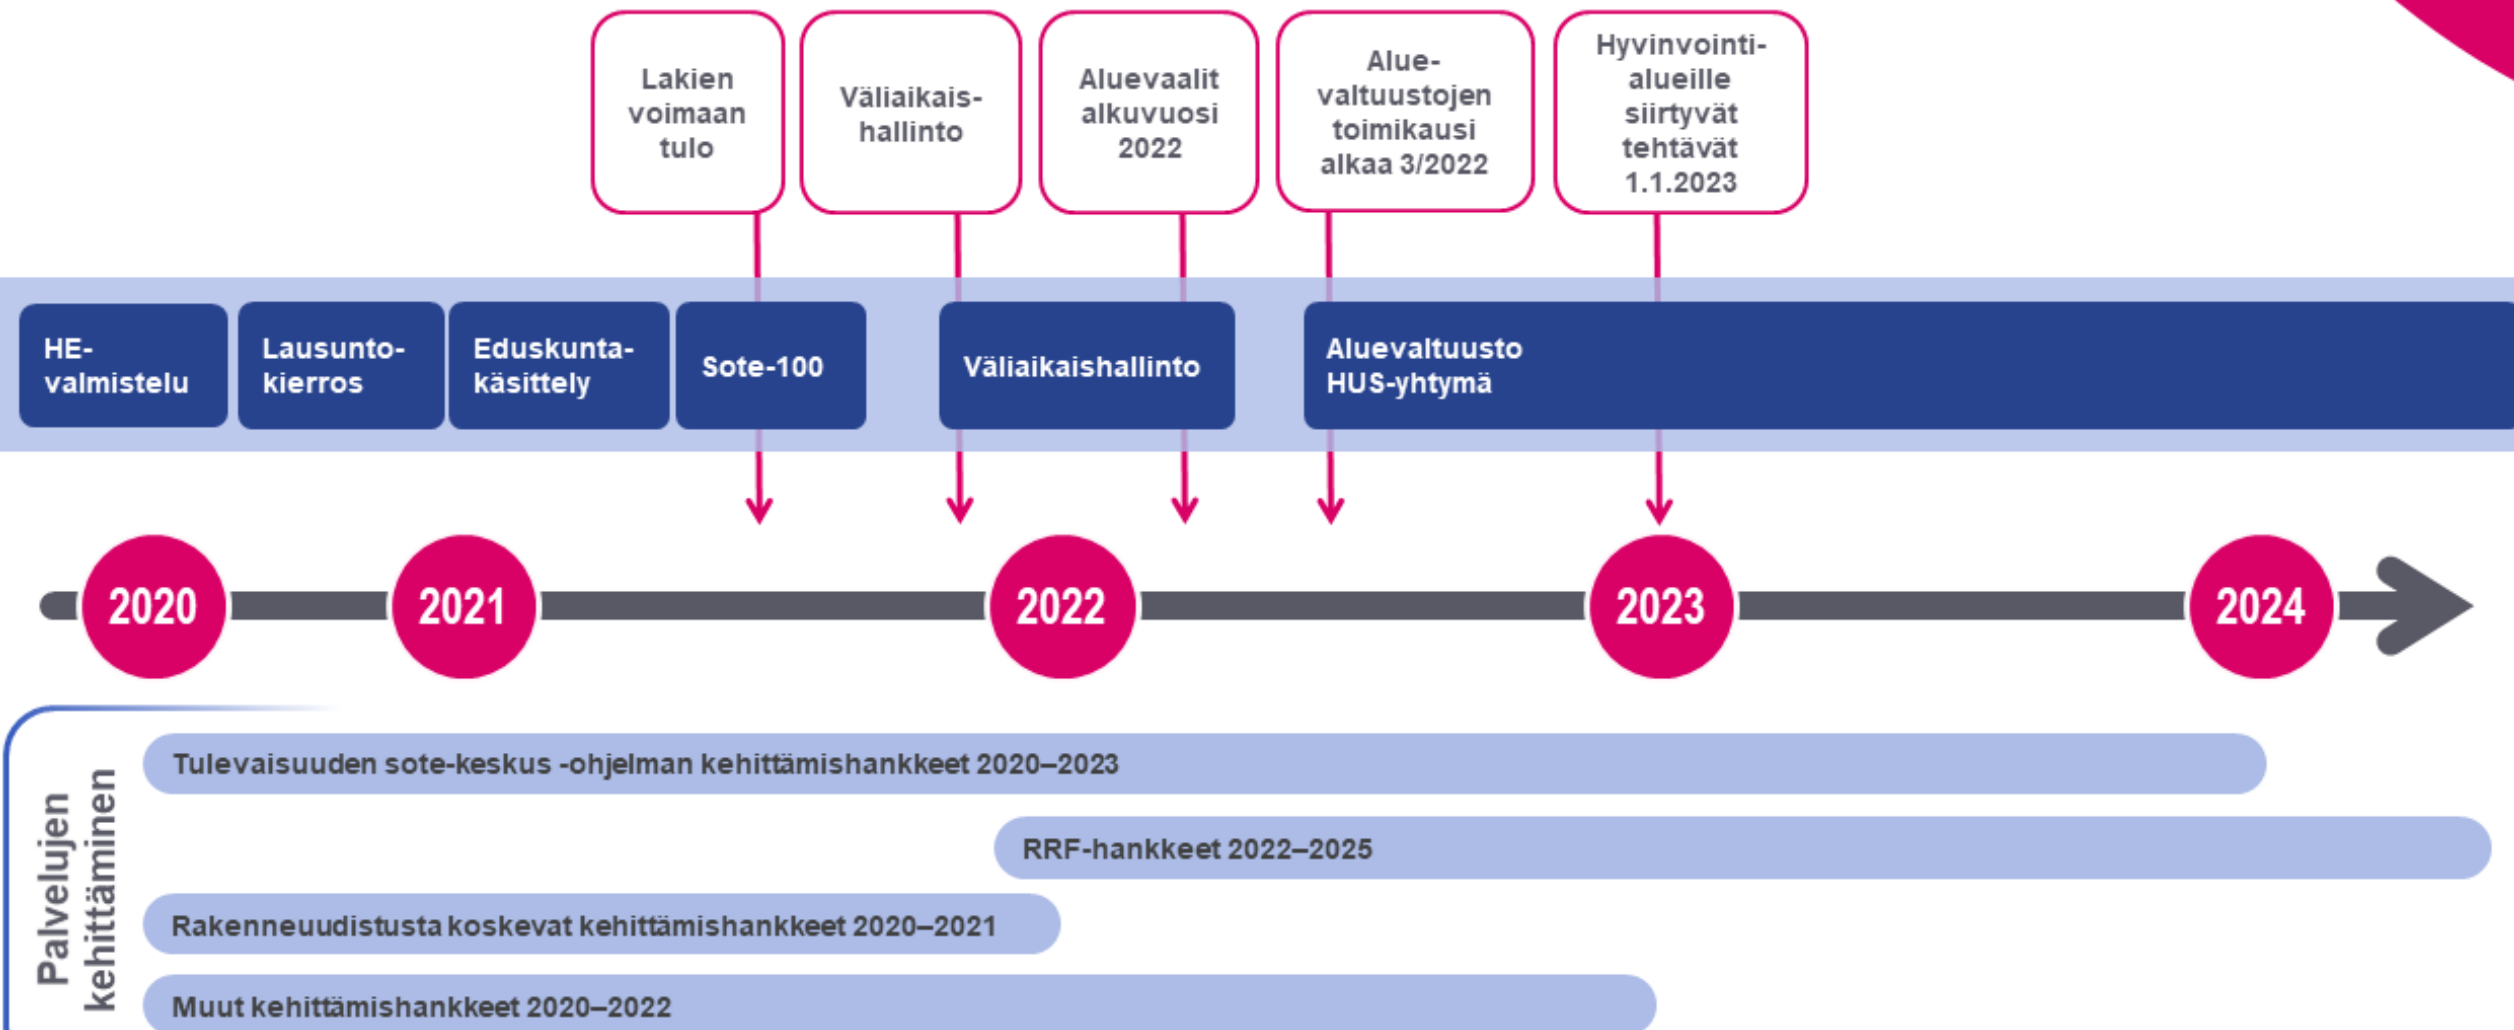 Lakien
voimaan
tulo
Väliaikais-
hallinto
Aluevaalit
alkuvuosi
2022
Alue-
valtuustojen
toimikausi
alkaa 3/2022
Hyvinvointi-
alueille
siirtyvät
tehtävät
1.1.2023
HE-
valmistelu
Lausunto-
kierros
Eduskunta-
käsittely
Sote-100
Väliaikaishallinto
Aluevaltuusto
HUS-yhtymä
2020
2021
2022
2023
2024
Palvelujen
kehittäminen
Tulevaisuuden sote-keskus -ohjelman kehittämishankkeet 2020–2023
RRF-hankkeet 2022–2025
Rakenneuudistusta koskevat kehittämishankkeet 2020–2021
Muut kehittämishankkeet 2020–2022